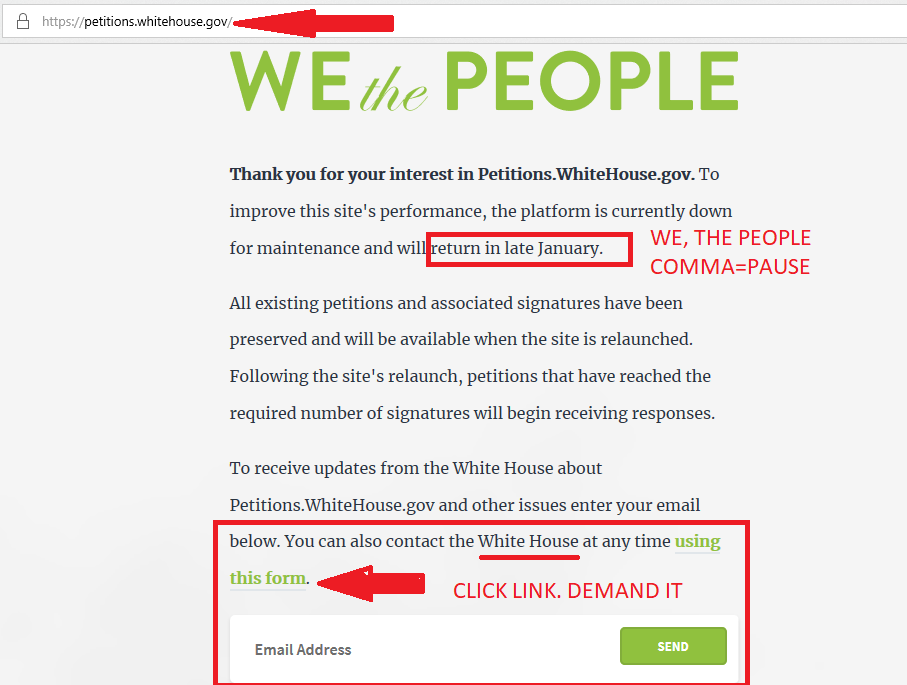 https://petitions.whitehouse.gov/
WE the PEOPLE
Thank you for your interest in Petitions.WhiteHouse.gov. To
improve this site's performance, the platform is currently down
for maintenance and will return in late January.
WE, THE PEOPLE
COMMA=PAUSE
All existing petitions and associated signatures have been
preserved and will be available when the site is relaunched.
Following the site's relaunch, petitions that have reached the
required number of signatures will begin receiving responses.
To receive updates from the White House about
Petitions.WhiteHouse.gov and other issues enter your email
below. You can also contact the White House at any time using
this form.
CLICK LINK. DEMAND IT
Email Address
SEND